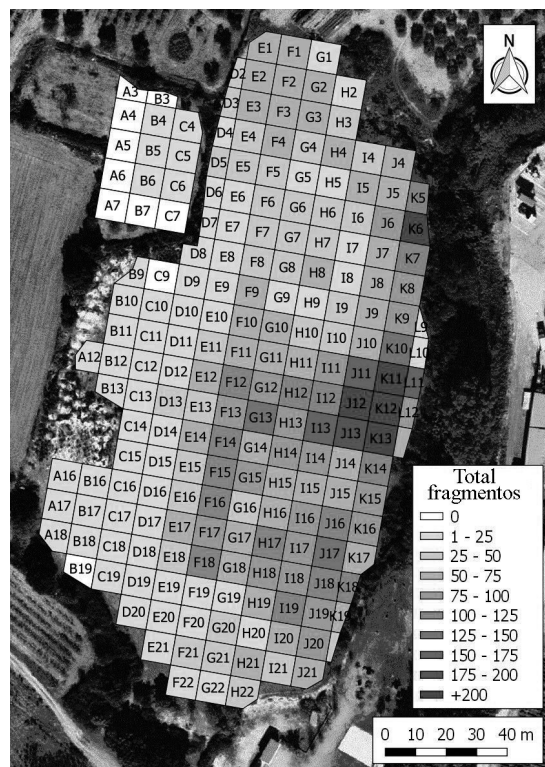 N
E1 F1 G1
D2 E2 F2 G2 H2
A3 B3 D3 E3 F3 G3 H3
A4 B4 C4 D4 E4 F4 G4 H4 I4 J4
A5 B5 C5 D5 E5 F5 G5 H5 I5 J5 K5
A6 B6 C6 D6 E6 F6 G6 H6 I6 J6 K6
A7 B7 C7 D7 E7 F7 G7 H7 I7 J7 K7
D8 E8 F8 G8 H8 I8 J8 K8
B9 C9 D9 E9 F9 G9 H9 I9 J9 K9 L9
B10 C10 D10 E10 F10 G10 H10 I10 J10 K10 L10
B11 C11 D11 E11 F11 G11 H11 I11 J11 K11 L11
A12 B12 C12 D12 E12 F12 G12 H12 I12 J12 K12 L12
B13 C13 D13 E13 F13 G13 H13 I13 J13 K13
C14 D14 E14 F14 G14 H14 I14 J14 K14
C15 D15 E15 F15 G15 H15 I15 J15 K15
A16 B16 C16 D16 E16 F16 G16 H16 I16 J16 K16
A17 B17 C17 D17 E17 F17 G17 H17 I17 J17 K17
A18 B18 C18 D18 E18 F18 G18 H18 I18 J18 K18
B19 C19 D19 E19 F19 G19 H19 I19 J19 K19
D20 E20 F20 G20 H20 I20 J20
E21 F21 G21 H21 I21 J21
F22 G22 H22
Total
fragmentos
0
1 - 25
25 - 50
50 - 75
75 - 100
100 - 125
125 - 150
150 - 175
175 - 200
+200
0 10 20 30 40 m